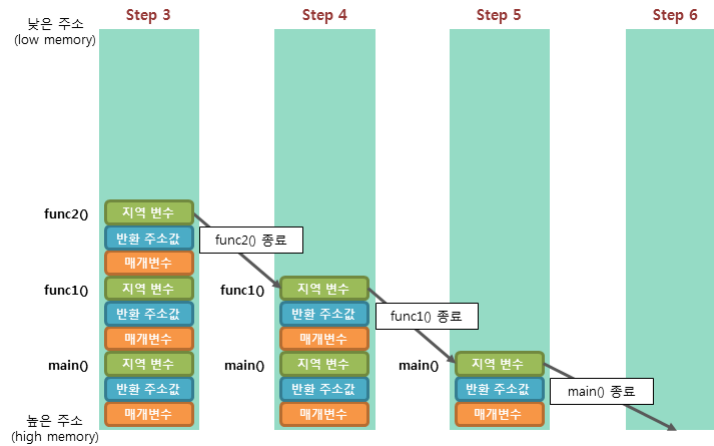 Step 3
Step 4
Step 5
Step 6
낮은 주소
(low memory)
func2()
지역 변수
반환 주소값
func2() 종료
매개변수
func1()
지역 변수
func1()
지역 변수
반환 주소값
반환 주소값
func1() 종료
매개변수
매개변수
main()
지역 변수
main()
지역 변수
main()
지역 변수
반환 주소값
반환 주소값
반환 주소값
main() 종료
매개변수
매개변수
매개변수
높은 주소
(high memory)